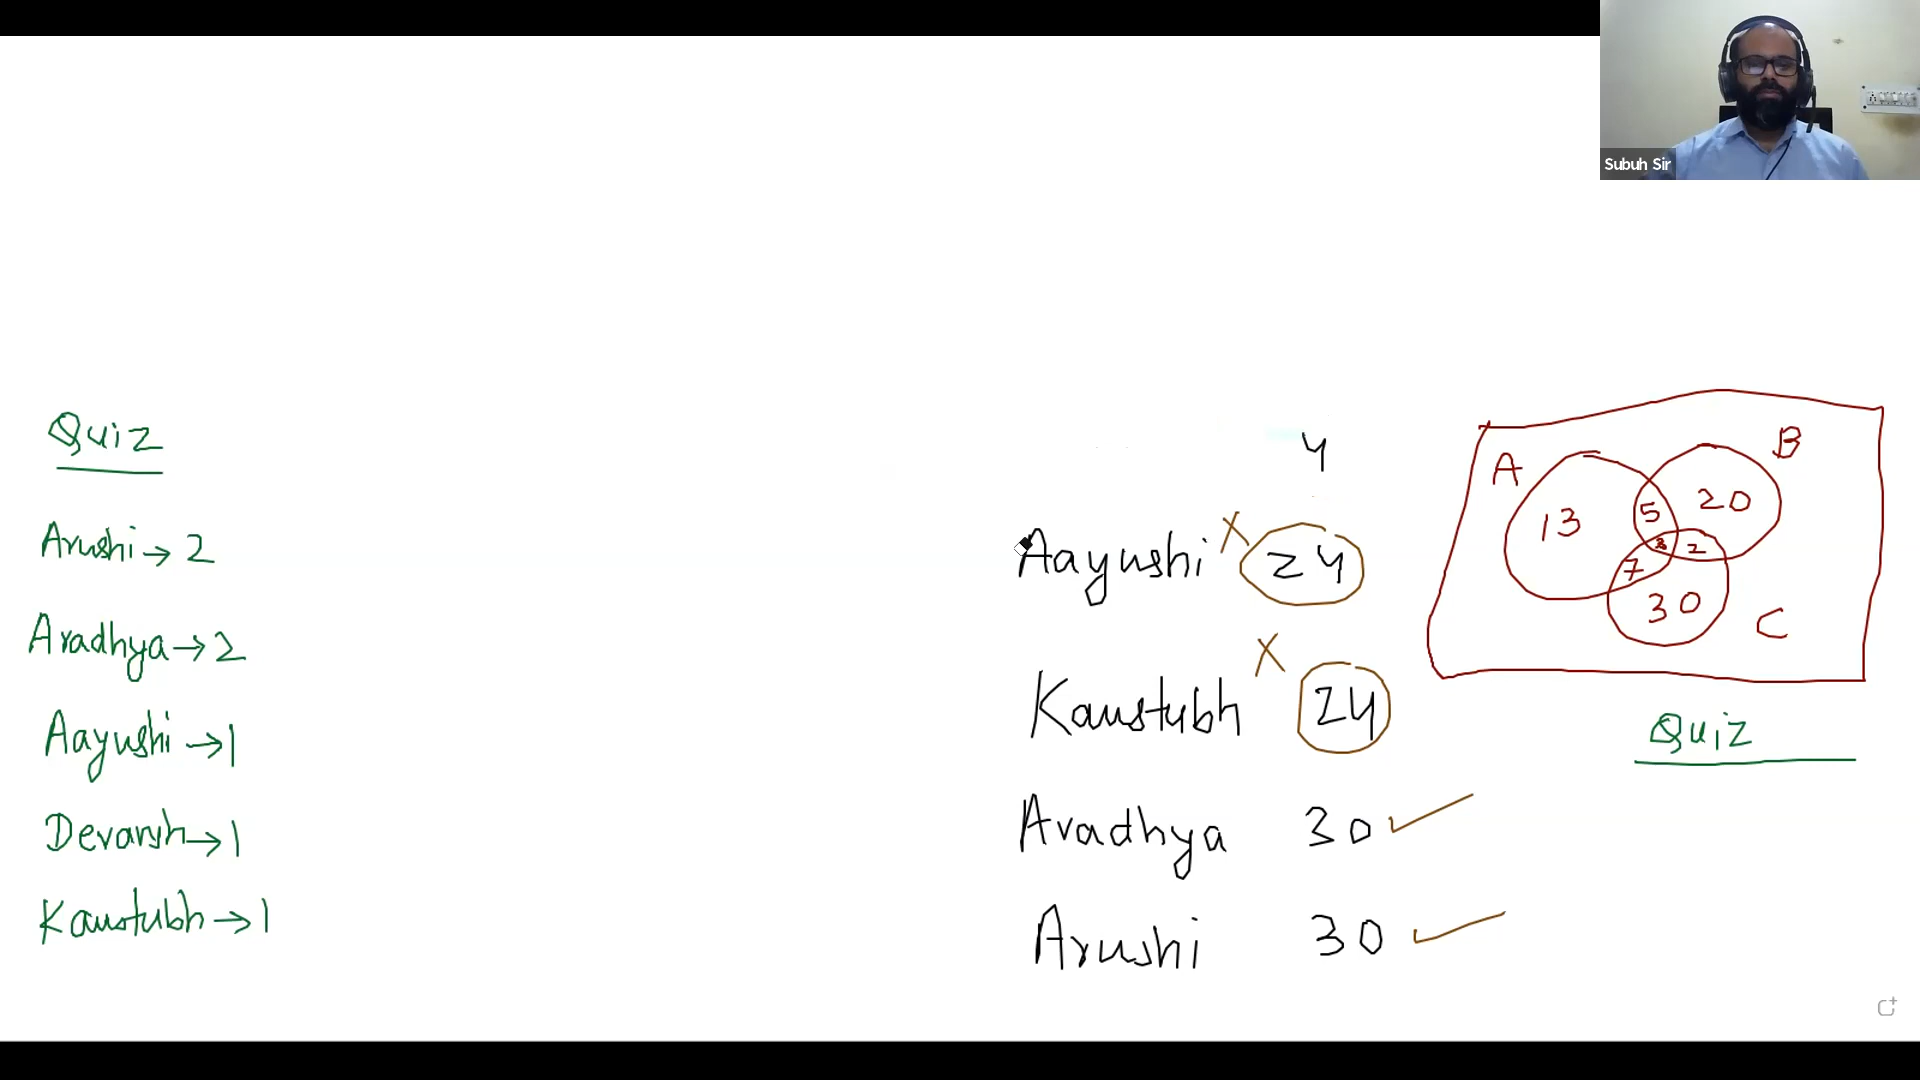 Subuh Sir
Quiz
Arushi → 2
Aradhya → 2
Aayushi → 1
Devansh → 1
Kaustubh → 1
4
Aayushi X 24
Kaustubh X 24
Aradhya 30 ✓
Arushi 30 ✓
A B
13 5 20
3 2
7
30 C
Quiz